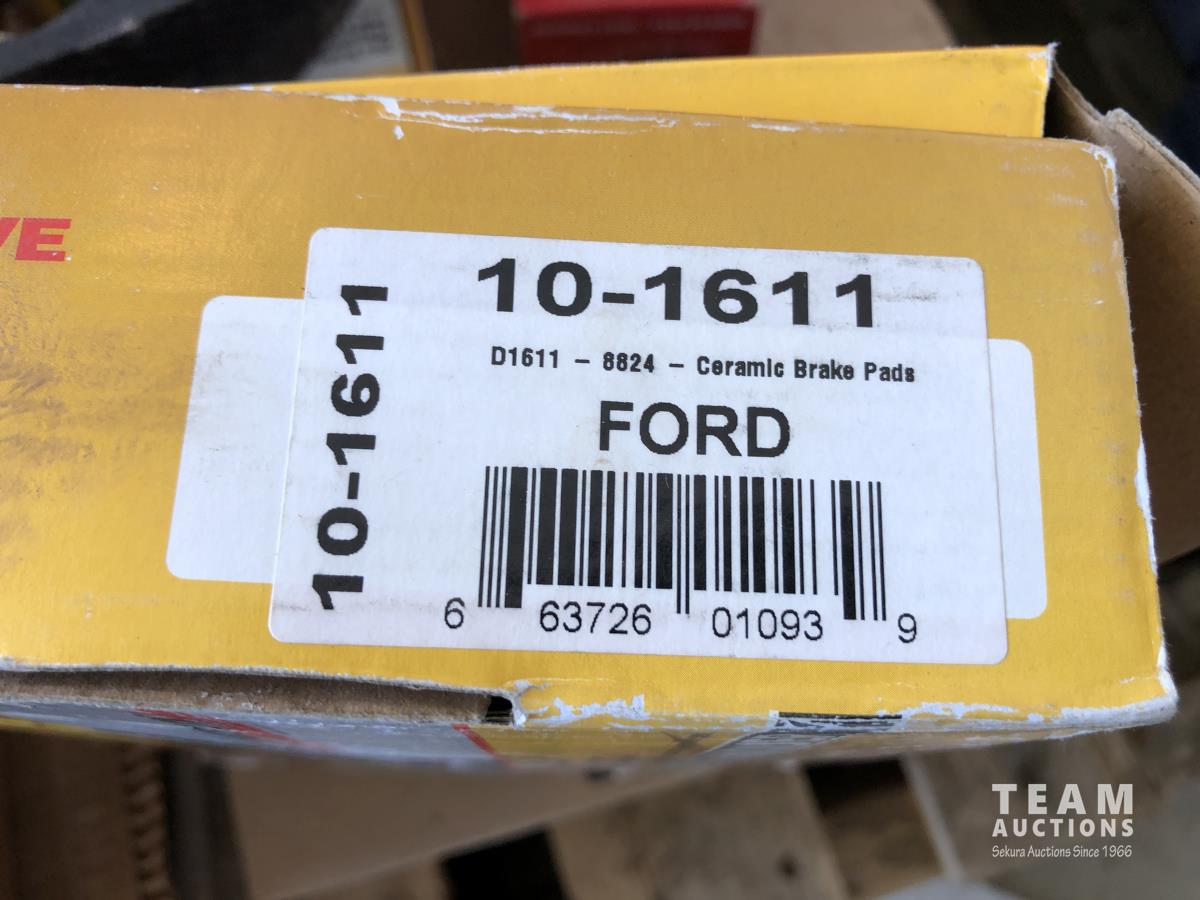 VE
10-1611
10-1611
D1611 - 8824 - Ceramic Brake Pads
FORD
6 63726 01093 9
TEAM
AUCTIONS
Sekura Auctions Since 1966